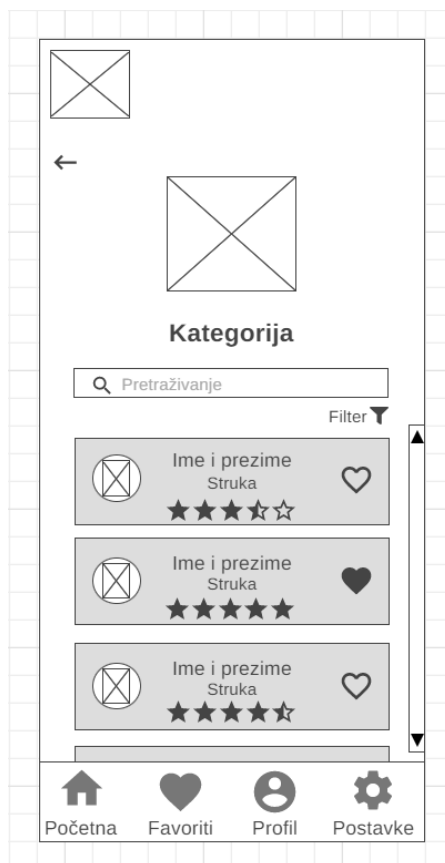 Kategorija
Pretraživanje
Filter
Ime i prezime
Struka
Ime i prezime
Struka
Ime i prezime
Struka
Početna Favoriti Profil Postavke